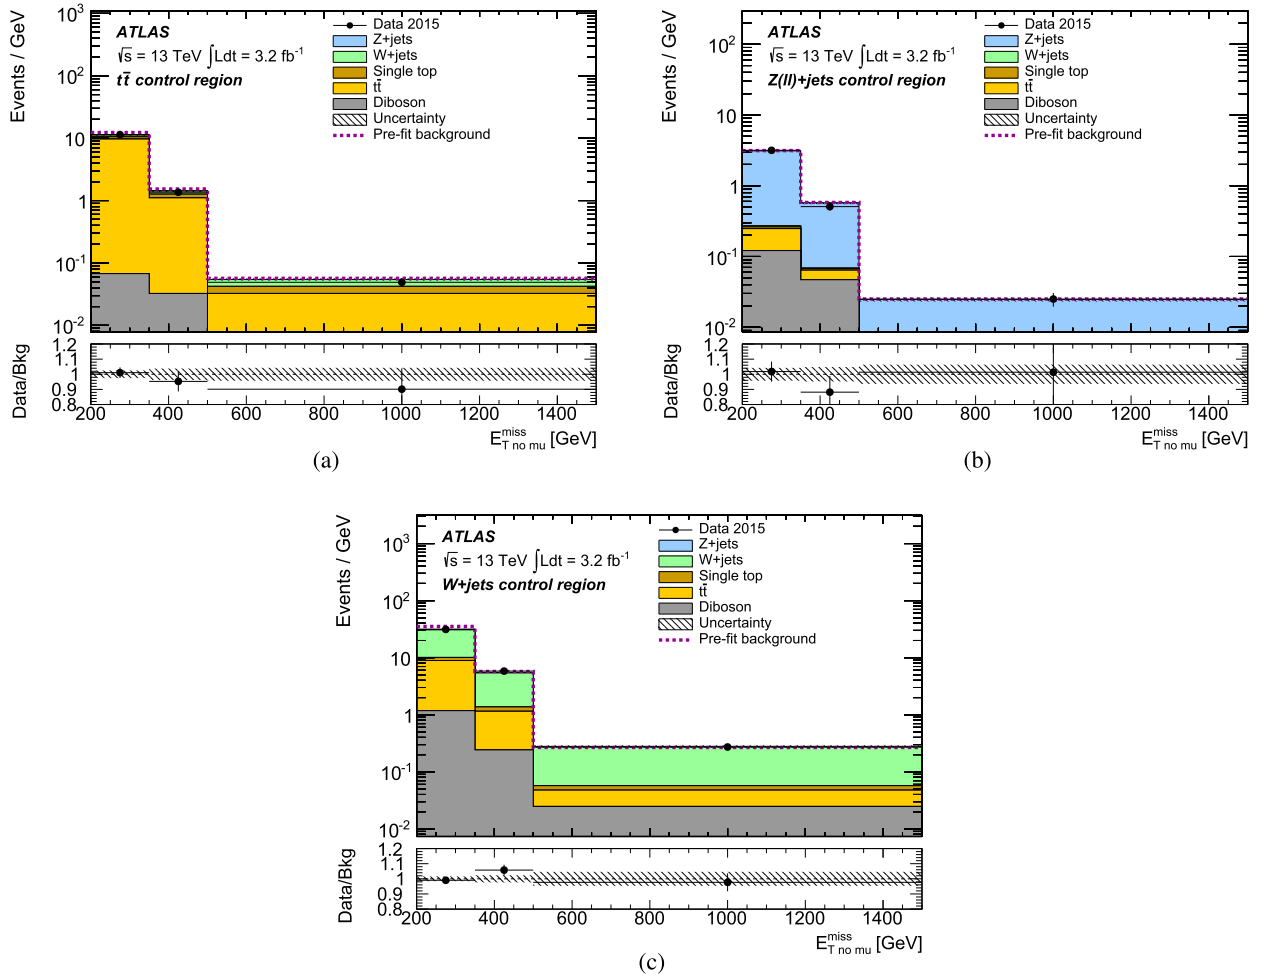 Events / GeV
10³
10²
10
1
10⁻¹
10⁻²
ATLAS
√s = 13 TeV ∫Ldt = 3.2 fb⁻¹
tt̄ control region
Data 2015
Z+jets
W+jets
Single top
tt̄
Diboson
Uncertainty
Pre-fit background
Data/Bkg
1.2
1.1
1.0
0.9
0.8
200 400 600 800 1000 1200 1400
E_T no mu^miss [GeV]
(a)
Events / GeV
10²
10
1
10⁻¹
10⁻²
ATLAS
√s = 13 TeV ∫Ldt = 3.2 fb⁻¹
Z(ll)+jets control region
Data 2015
Z+jets
W+jets
Single top
tt̄
Diboson
Uncertainty
Pre-fit background
Data/Bkg
1.2
1.1
1.0
0.9
0.8
200 400 600 800 1000 1200 1400
E_T no mu^miss [GeV]
(b)
Events / GeV
10³
10²
10
1
10⁻¹
10⁻²
ATLAS
√s = 13 TeV ∫Ldt = 3.2 fb⁻¹
W+jets control region
Data 2015
Z+jets
W+jets
Single top
tt̄
Diboson
Uncertainty
Pre-fit background
Data/Bkg
1.2
1.1
1.0
0.9
0.8
200 400 600 800 1000 1200 1400
E_T no mu^miss [GeV]
(c)